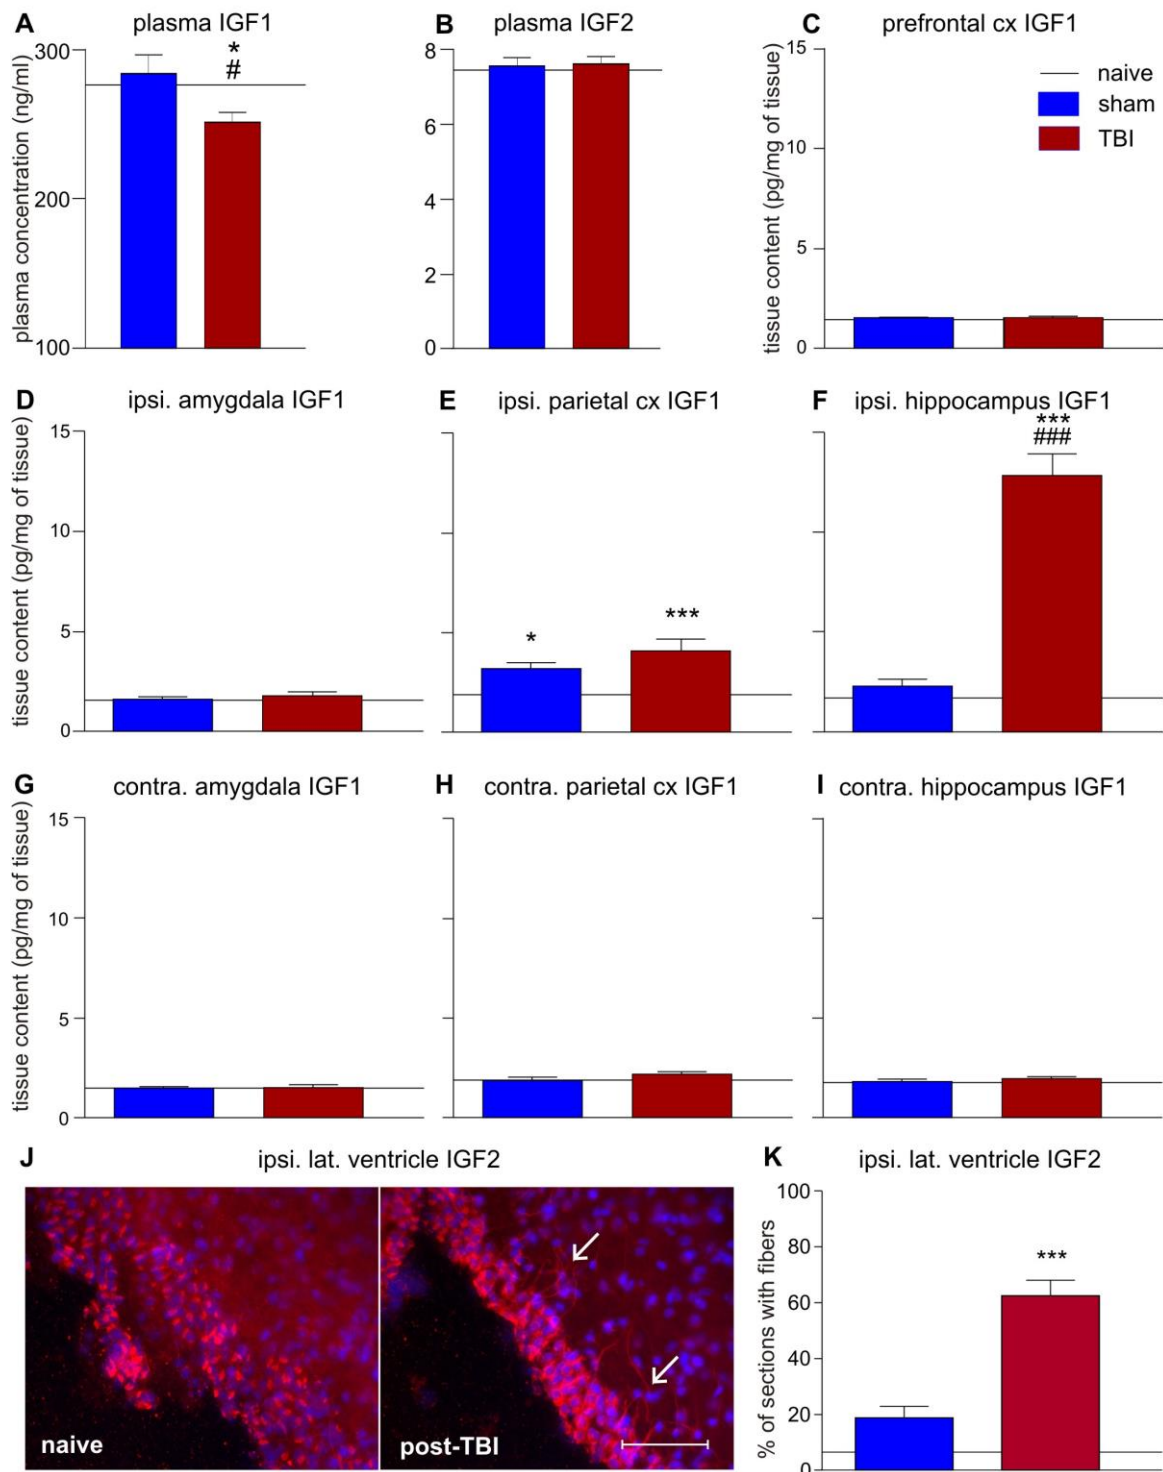 A plasma IGF1
plasma concentration (ng/ml)
300
200
100
*
#
B plasma IGF2
8
6
4
2
0
C prefrontal cx IGF1
tissue content (pg/mg of tissue)
15
10
5
0
naive
sham
TBI
D ipsi. amygdala IGF1
tissue content (pg/mg of tissue)
15
10
5
0
E ipsi. parietal cx IGF1
*
***
F ipsi. hippocampus IGF1
***
###
G contra. amygdala IGF1
tissue content (pg/mg of tissue)
15
10
5
0
H contra. parietal cx IGF1
I contra. hippocampus IGF1
J ipsi. lat. ventricle IGF2
naive
post-TBI
K ipsi. lat. ventricle IGF2
% of sections with fibers
100
80
60
40
20
0
***